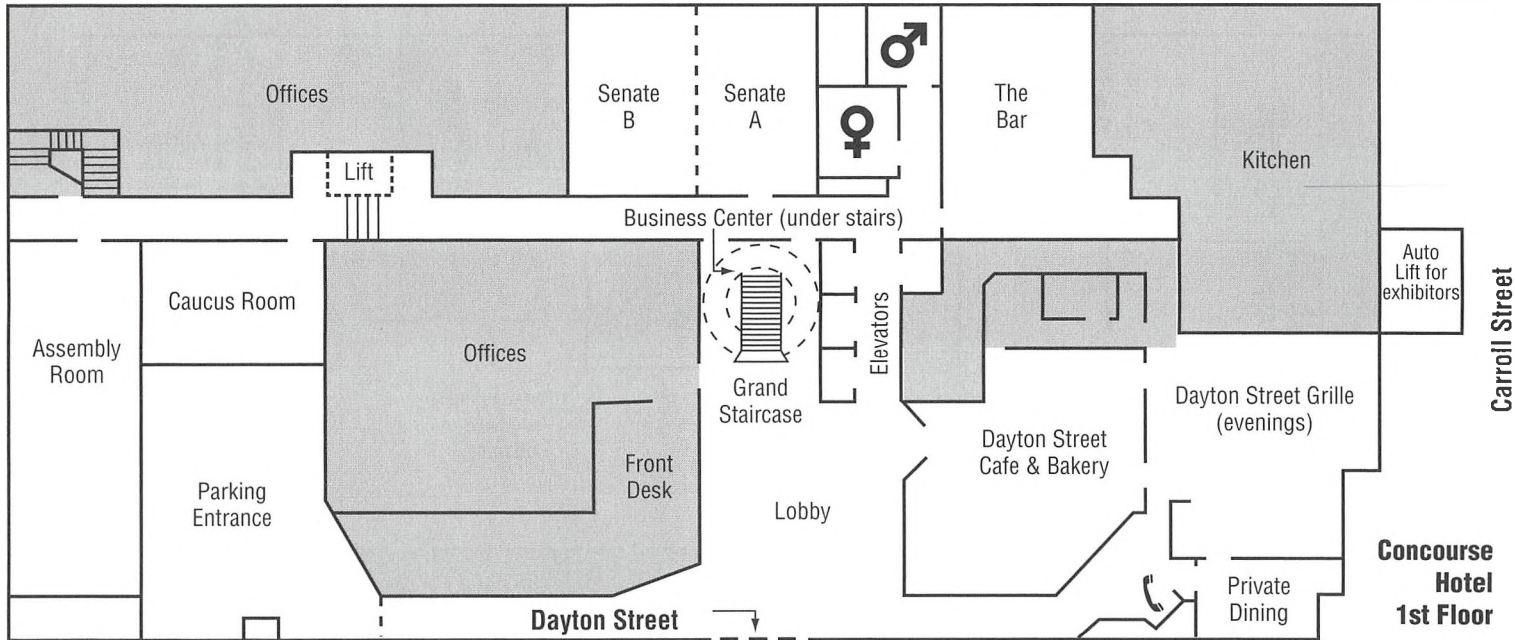 Offices
Senate
B
Senate
A
The
Bar
Kitchen
Lift
Business Center (under stairs)
Auto
Lift for
exhibitors
Carroll Street
Caucus Room
Assembly
Room
Offices
Elevators
Grand
Staircase
Dayton Street Grille
(evenings)
Dayton Street
Cafe & Bakery
Front
Desk
Parking
Entrance
Lobby
Private
Dining
Concourse
Hotel
1st Floor
Dayton Street